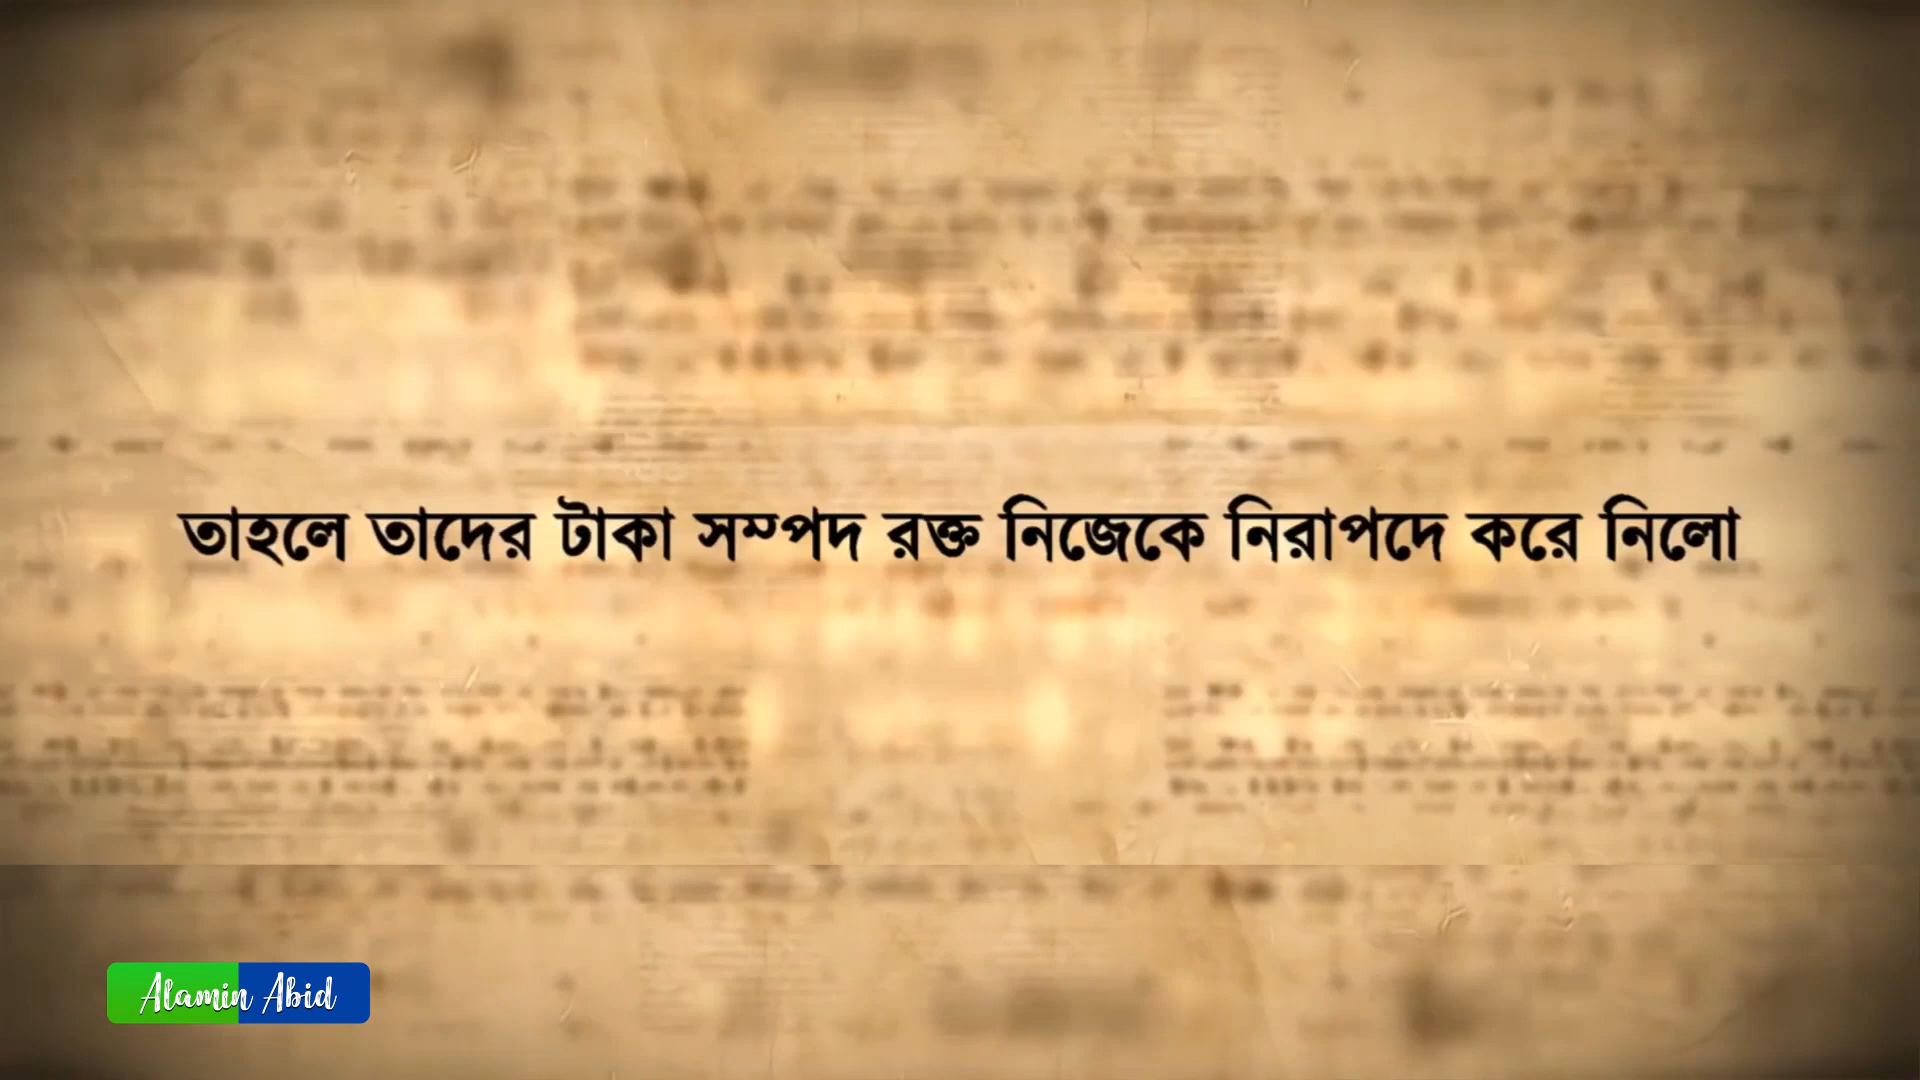 তাহলে তাদের টাকা সম্পদ রক্ত নিজেকে নিরাপদে করে নিলো
Alamin Abid